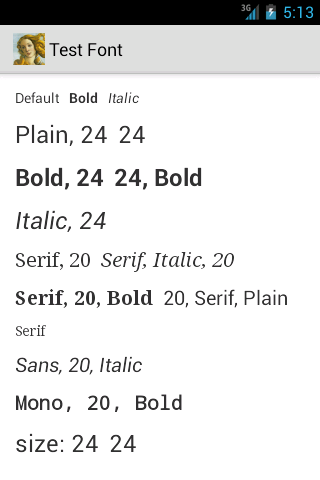 3G 5:13
Test Font
Default Bold Italic
Plain, 24 24
Bold, 24 24, Bold
Italic, 24
Serif, 20 Serif, Italic, 20
Serif, 20, Bold 20, Serif, Plain
Serif
Sans, 20, Italic
Mono, 20, Bold
size: 24 24